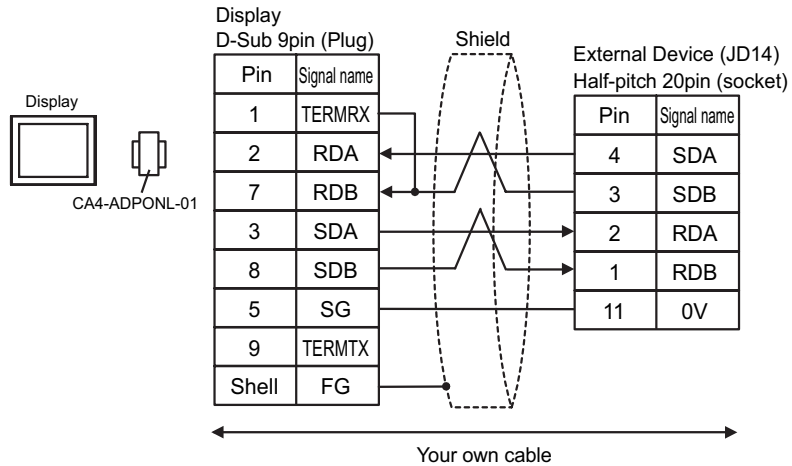 Display
D-Sub 9pin (Plug)
Shield
External Device (JD14)
Half-pitch 20pin (socket)
Display
CA4-ADPONL-01
Pin Signal name
1 TERMRX
2 RDA
7 RDB
3 SDA
8 SDB
5 SG
9 TERMTX
Shell FG
Pin Signal name
4 SDA
3 SDB
2 RDA
1 RDB
11 0V
Your own cable